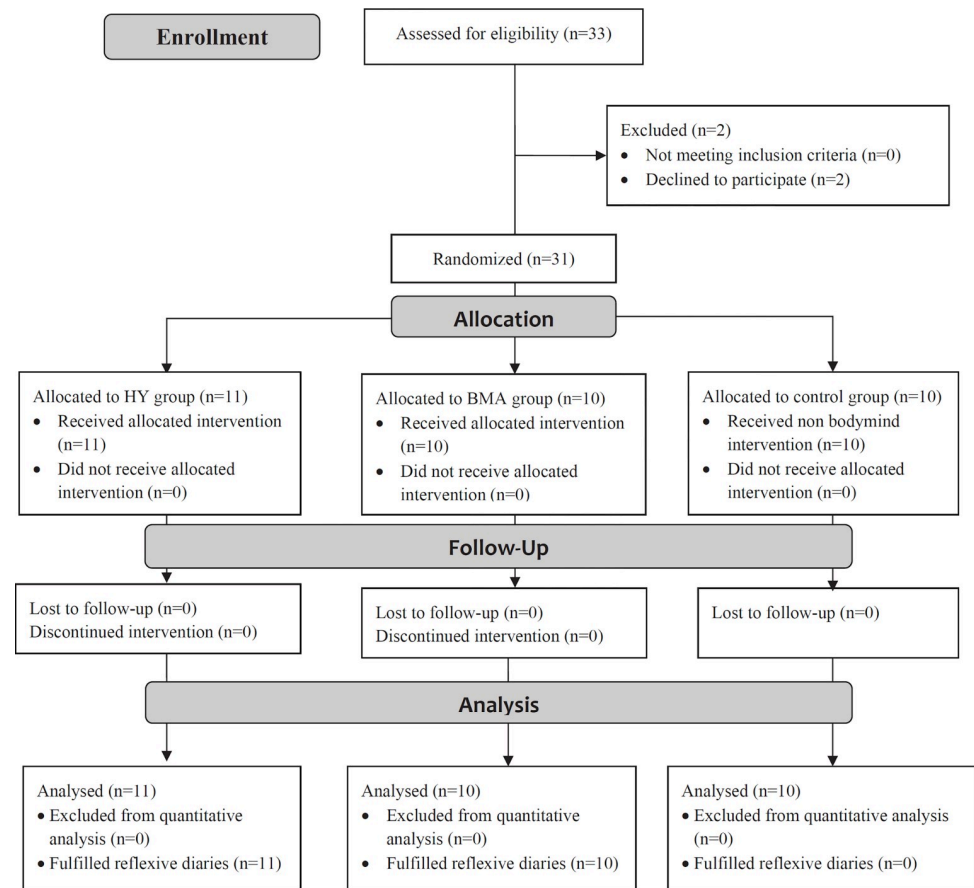 Enrollment
Assessed for eligibility (n=33)
Excluded (n=2)
• Not meeting inclusion criteria (n=0)
• Declined to participate (n=2)
Randomized (n=31)
Allocation
Allocated to HY group (n=11)
• Received allocated intervention
(n=11)
• Did not receive allocated
intervention (n=0)
Allocated to BMA group (n=10)
• Received allocated intervention
(n=10)
• Did not receive allocated
intervention (n=0)
Allocated to control group (n=10)
• Received non bodymind
intervention (n=10)
• Did not receive allocated
intervention (n=0)
Follow-Up
Lost to follow-up (n=0)
Discontinued intervention (n=0)
Lost to follow-up (n=0)
Discontinued intervention (n=0)
Lost to follow-up (n=0)
Analysis
Analysed (n=11)
• Excluded from quantitative
analysis (n=0)
• Fulfilled reflexive diaries (n=11)
Analysed (n=10)
• Excluded from quantitative
analysis (n=0)
• Fulfilled reflexive diaries (n=10)
Analysed (n=10)
• Excluded from quantitative analysis
(n=0)
• Fulfilled reflexive diaries (n=0)